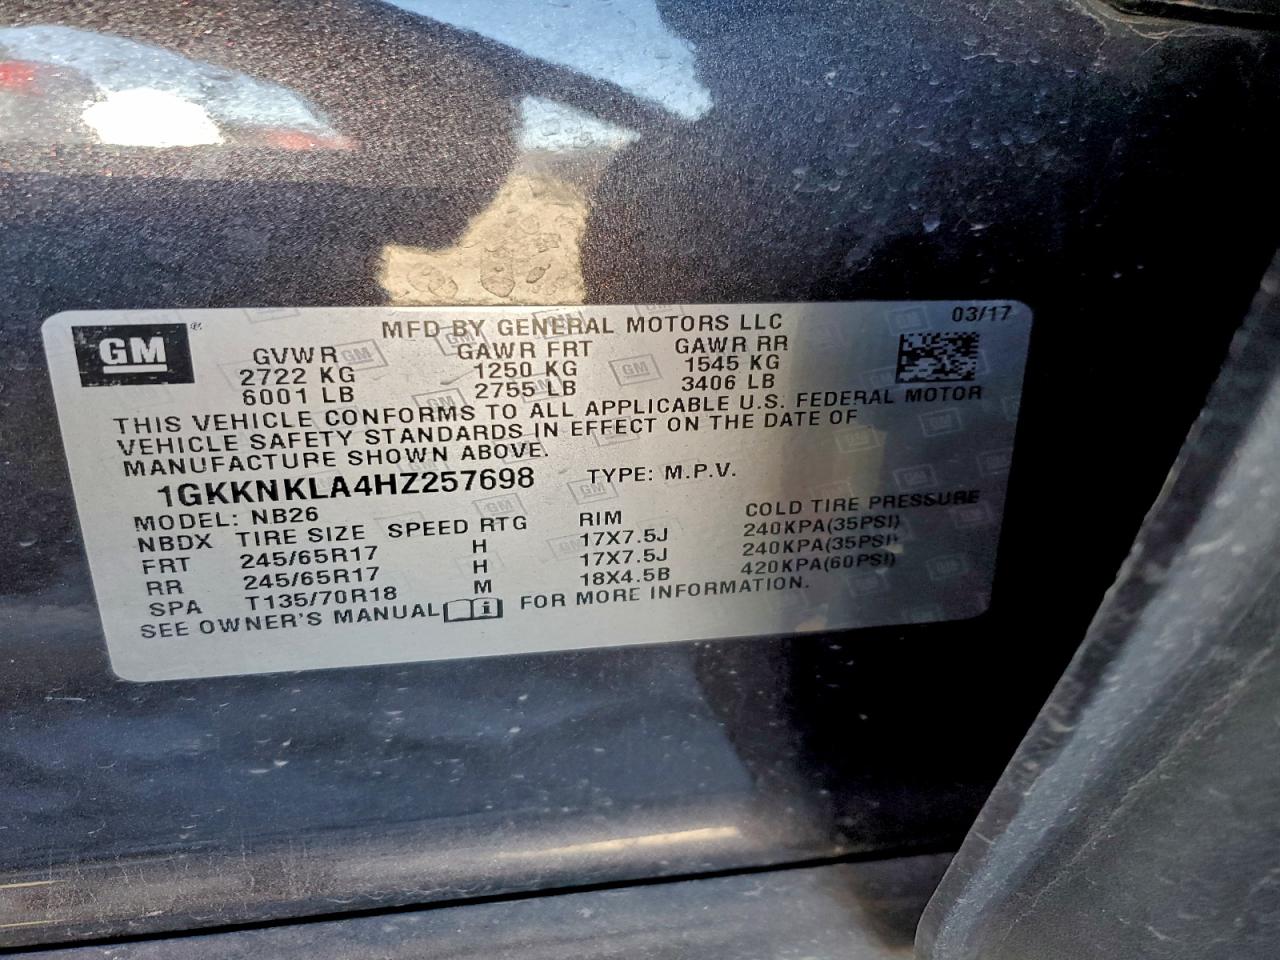 GM ®
MFD BY GENERAL MOTORS LLC 03/17
GVWR GAWR FRT GAWR RR
2722 KG 1250 KG 1545 KG
6001 LB 2755 LB 3406 LB
THIS VEHICLE CONFORMS TO ALL APPLICABLE U.S. FEDERAL MOTOR
VEHICLE SAFETY STANDARDS IN EFFECT ON THE DATE OF
MANUFACTURE SHOWN ABOVE.
1GKKNKLA4HZ257698 TYPE: M.P.V.
MODEL: NB26
NBDX TIRE SIZE SPEED RTG RIM COLD TIRE PRESSURE
FRT 245/65R17 H 17X7.5J 240KPA(35PSI)
RR 245/65R17 H 17X7.5J 240KPA(35PSI)
SPA T135/70R18 M 18X4.5B 420KPA(60PSI)
SEE OWNER'S MANUAL i FOR MORE INFORMATION.